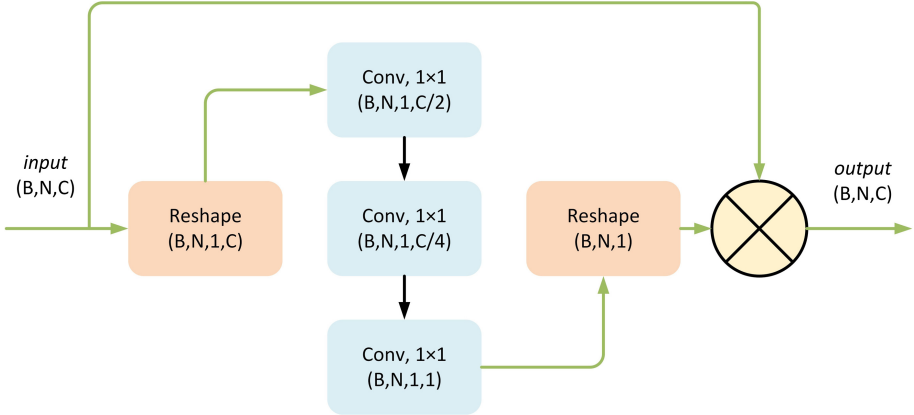 input
(B,N,C)
Reshape
(B,N,1,C)
Conv, 1×1
(B,N,1,C/2)
Conv, 1×1
(B,N,1,C/4)
Conv, 1×1
(B,N,1,1)
Reshape
(B,N,1)
output
(B,N,C)